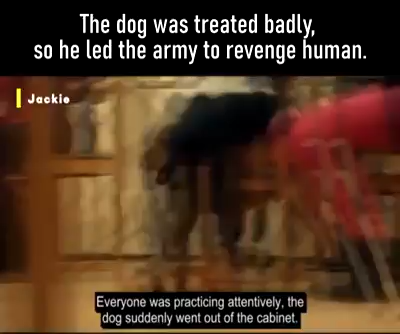 The dog was treated badly,
so he led the army to revenge human.
Jackie
Everyone was practicing attentively, the
dog suddenly went out of the cabinet.